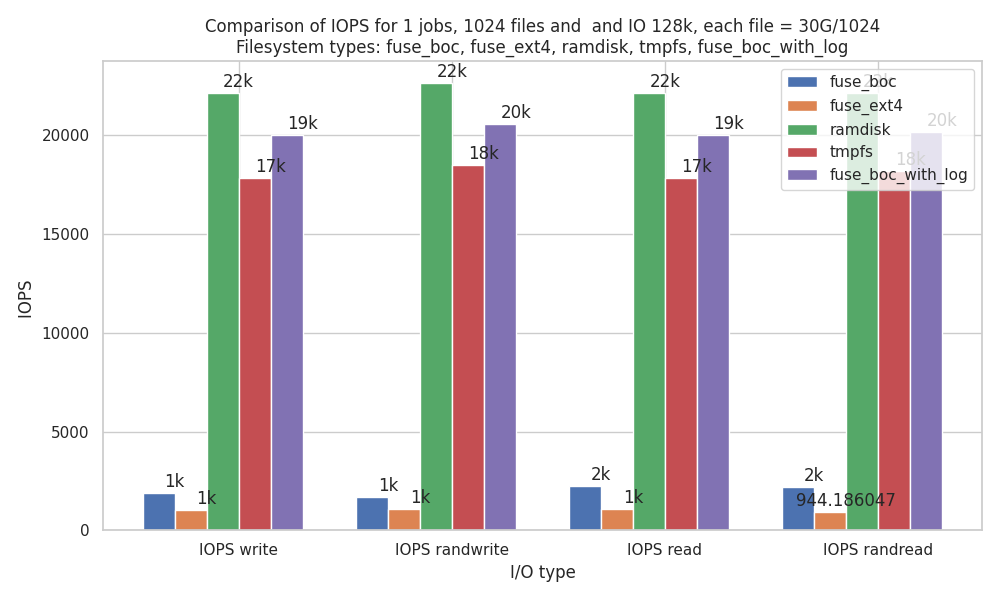 Comparison of IOPS for 1 jobs, 1024 files and  and IO 128k, each file = 30G/1024
Filesystem types: fuse_boc, fuse_ext4, ramdisk, tmpfs, fuse_boc_with_log
IOPS
20000
15000
10000
5000
0
1k
1k
22k
17k
19k
1k
1k
22k
18k
20k
2k
1k
22k
17k
19k
2k
944.186047
22k
18k
20k
fuse_boc
fuse_ext4
ramdisk
tmpfs
fuse_boc_with_log
IOPS write
IOPS randwrite
IOPS read
IOPS randread
I/O type